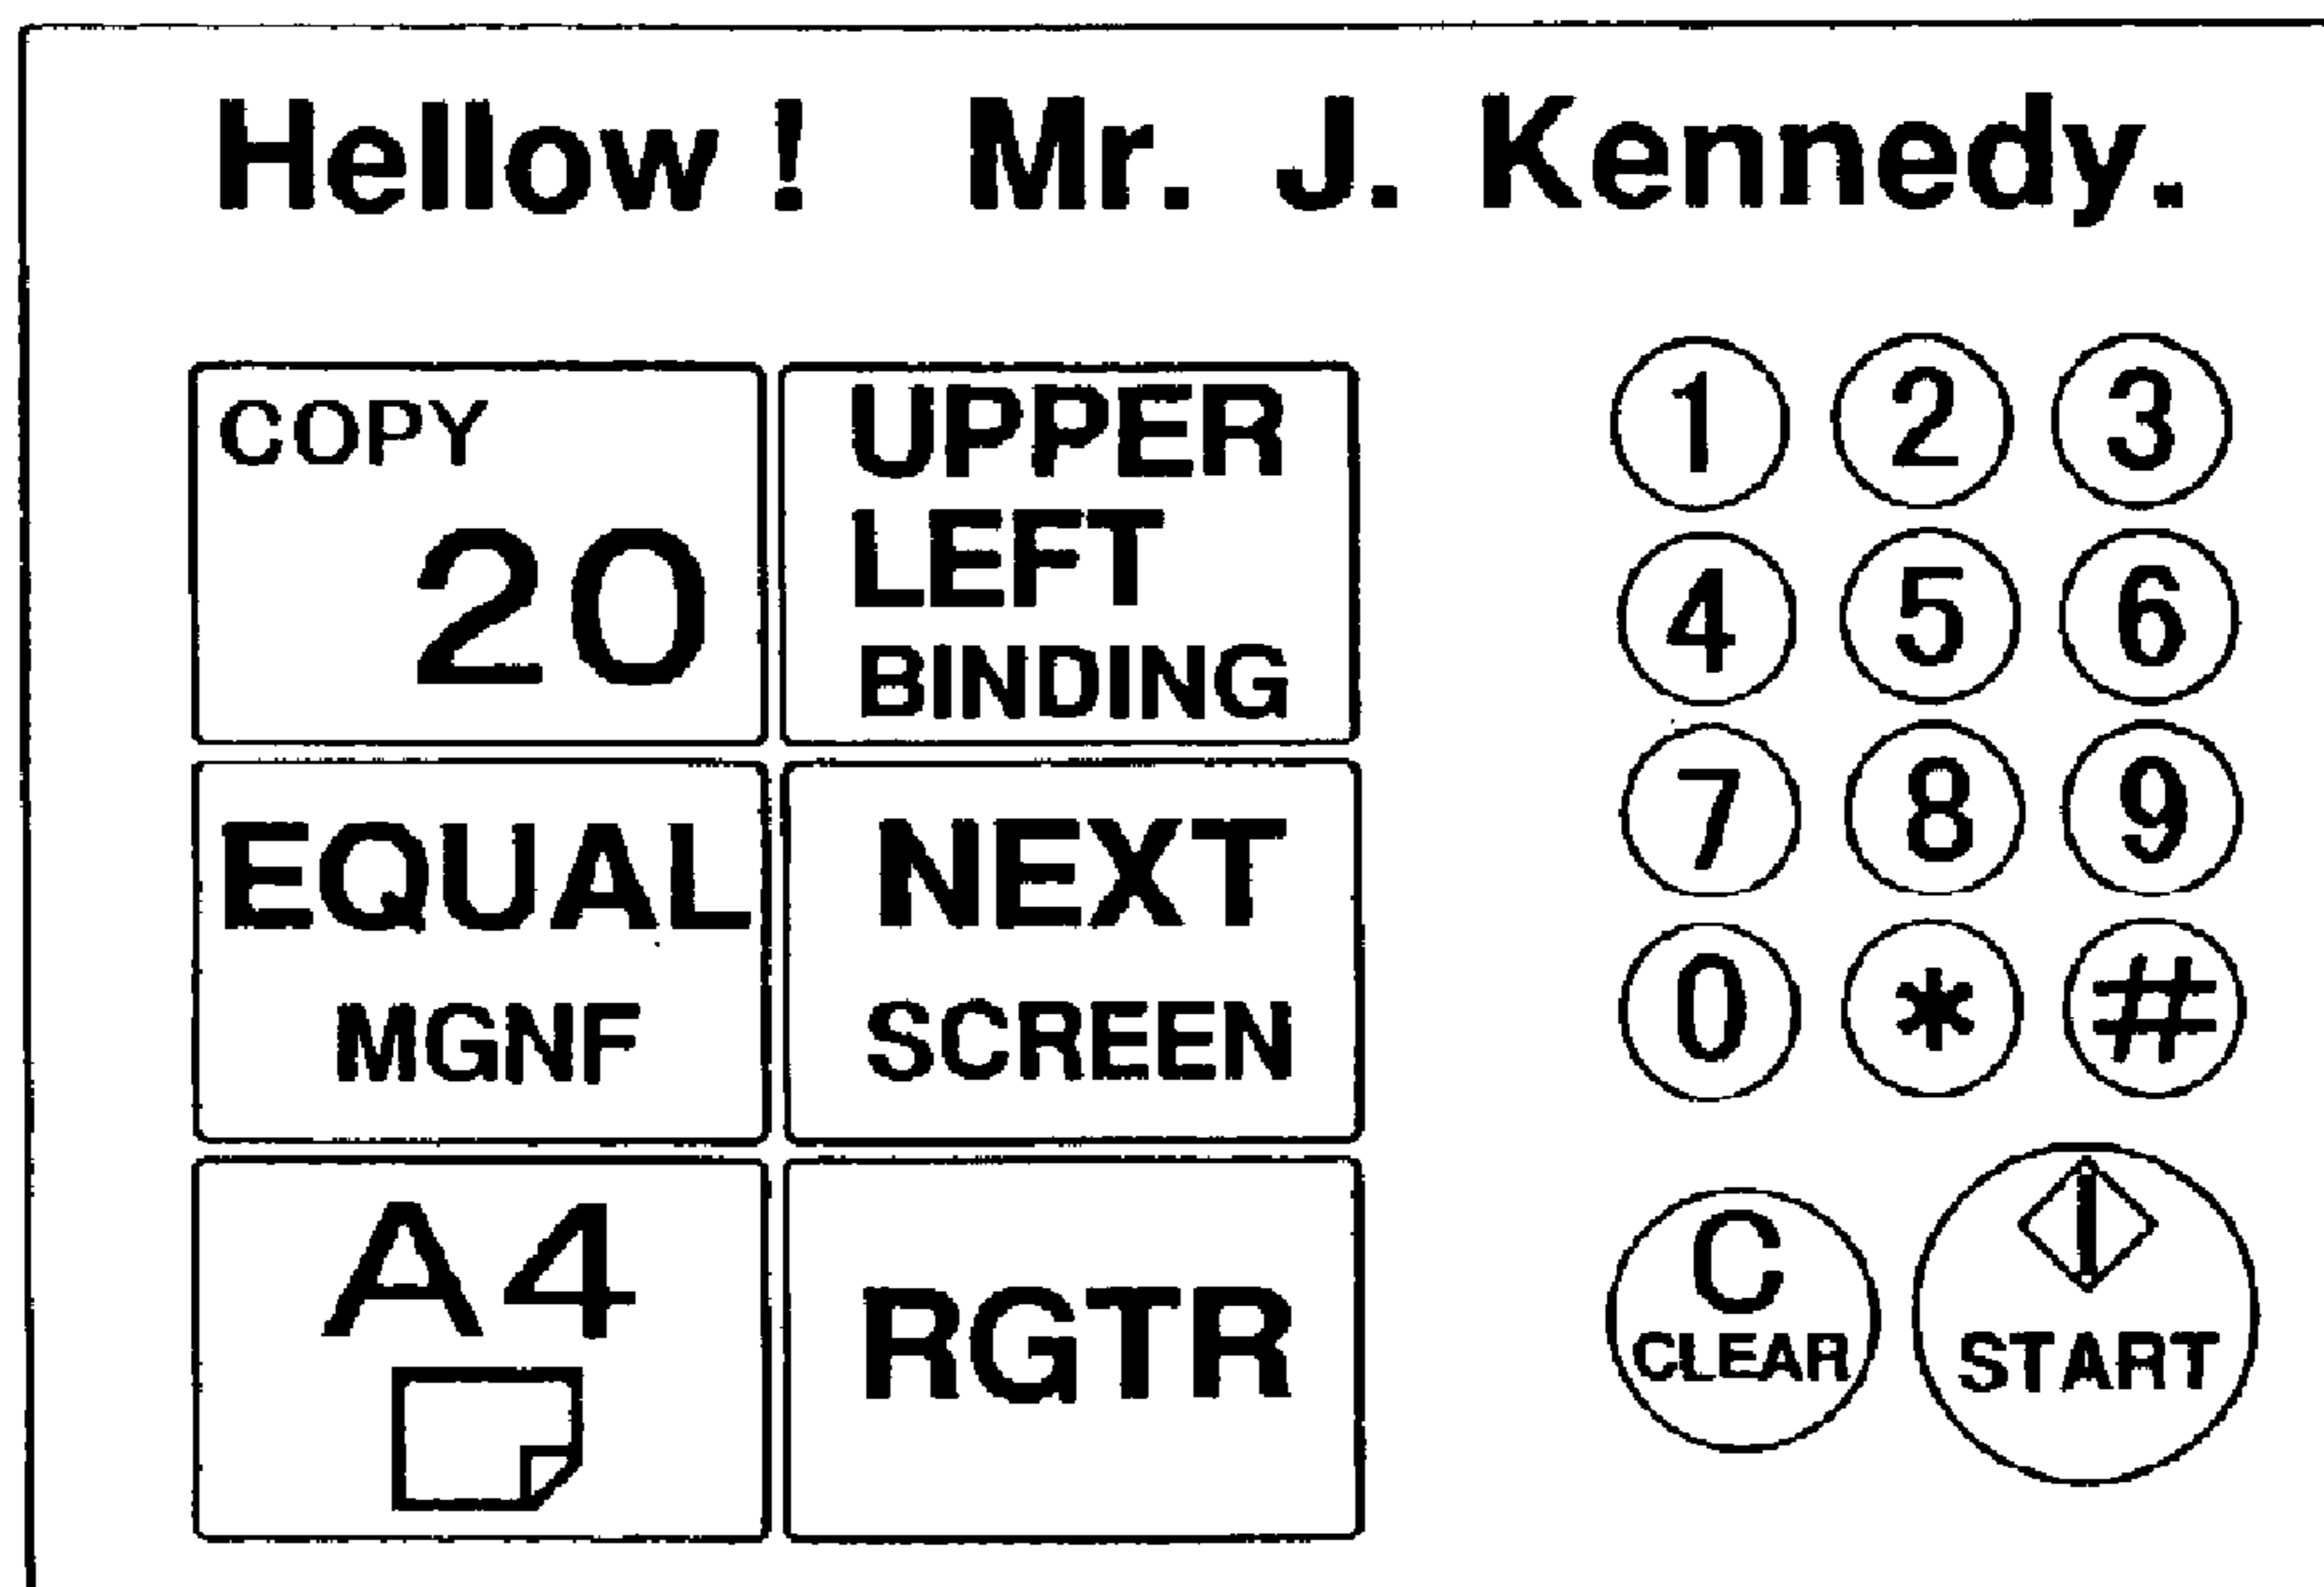 Hellow ! Mr. J. Kennedy.
COPY
20
UPPER
LEFT
BINDING
EQUAL
MGNF
NEXT
SCREEN
A4
RGTR
1 2 3
4 5 6
7 8 9
0 * #
C
CLEAR
START